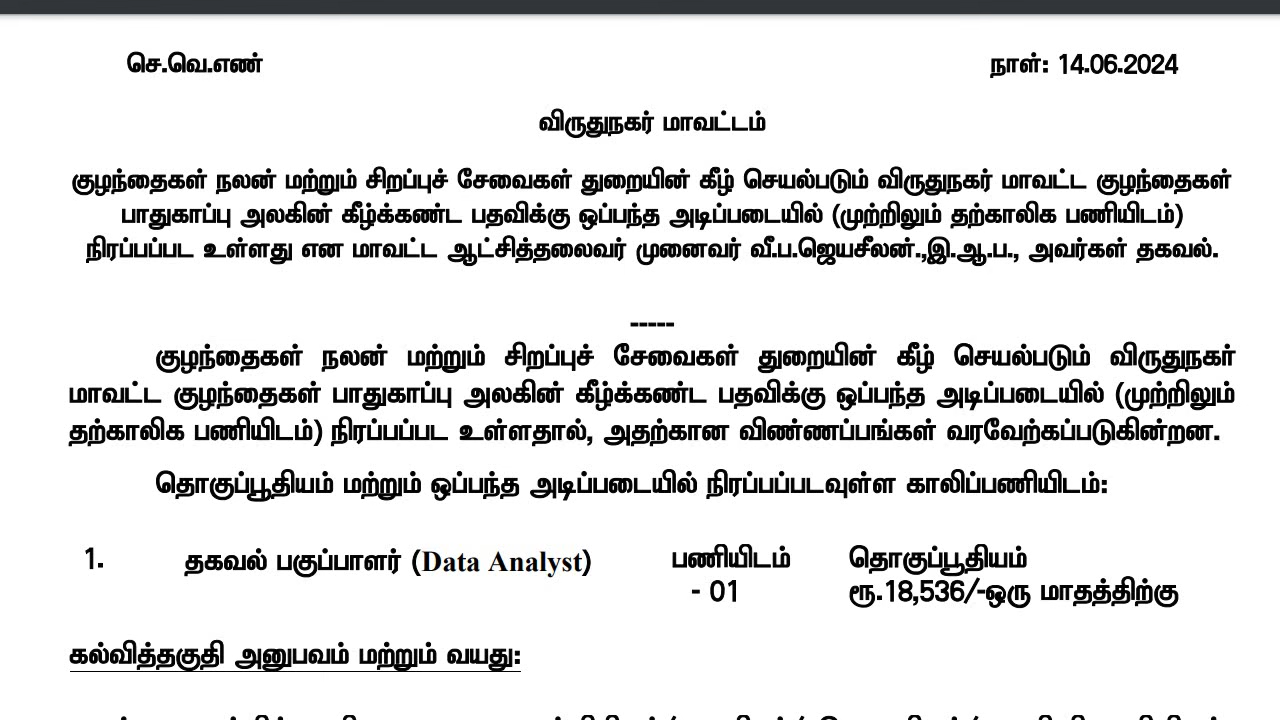 செ.வெ.எண் நாள்: 14.06.2024
விருதுநகர் மாவட்டம்
குழந்தைகள் நலன் மற்றும் சிறப்புச் சேவைகள் துறையின் கீழ் செயல்படும் விருதுநகர் மாவட்ட குழந்தைகள்
பாதுகாப்பு அலகின் கீழ்க்கண்ட பதவிக்கு ஒப்பந்த அடிப்படையில் (முற்றிலும் தற்காலிக பணியிடம்)
நிரப்பப்பட உள்ளது என மாவட்ட ஆட்சித்தலைவர் முனைவர் வீ.ப.ஜெயசீலன்.,இ.ஆ.ப., அவர்கள் தகவல்.
-----
குழந்தைகள் நலன் மற்றும் சிறப்புச் சேவைகள் துறையின் கீழ் செயல்படும் விருதுநகர்
மாவட்ட குழந்தைகள் பாதுகாப்பு அலகின் கீழ்க்கண்ட பதவிக்கு ஒப்பந்த அடிப்படையில் (முற்றிலும்
தற்காலிக பணியிடம்) நிரப்பப்பட உள்ளதால், அதற்கான விண்ணப்பங்கள் வரவேற்கப்படுகின்றன.
தொகுப்பூதியம் மற்றும் ஒப்பந்த அடிப்படையில் நிரப்பப்படவுள்ள காலிப்பணியிடம்:
1. தகவல் பகுப்பாளர் (Data Analyst) பணியிடம் தொகுப்பூதியம்
- 01 ரூ.18,536/-ஒரு மாதத்திற்கு
கல்வித்தகுதி அனுபவம் மற்றும் வயது: